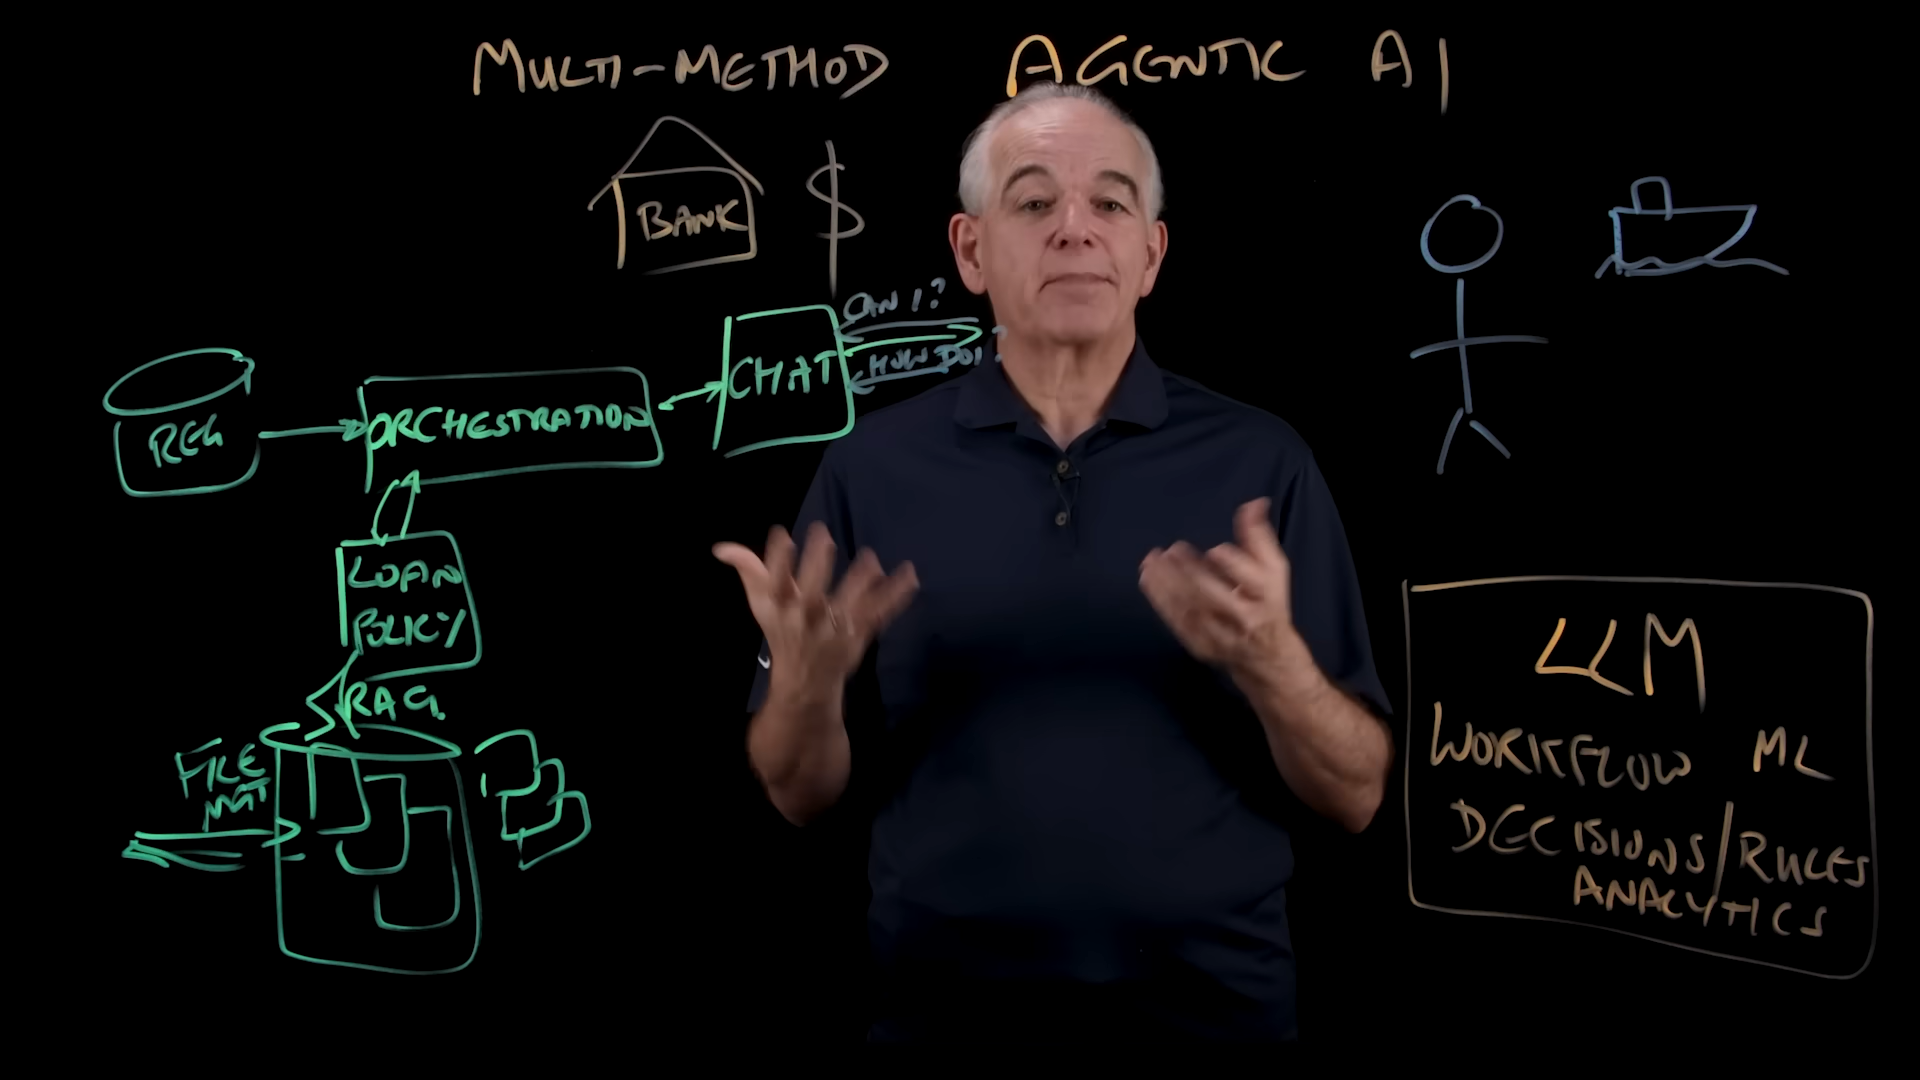 MULTI-METHOD AGENTIC AI
BANK $
CAN I?
HOW DO I?
CHAT
ORCHESTRATION
REG
LOAN
POLICY
RAG.
FILE
MGT
LLM
WORKFLOW ML
DECISIONS/RULES
ANALYTICS